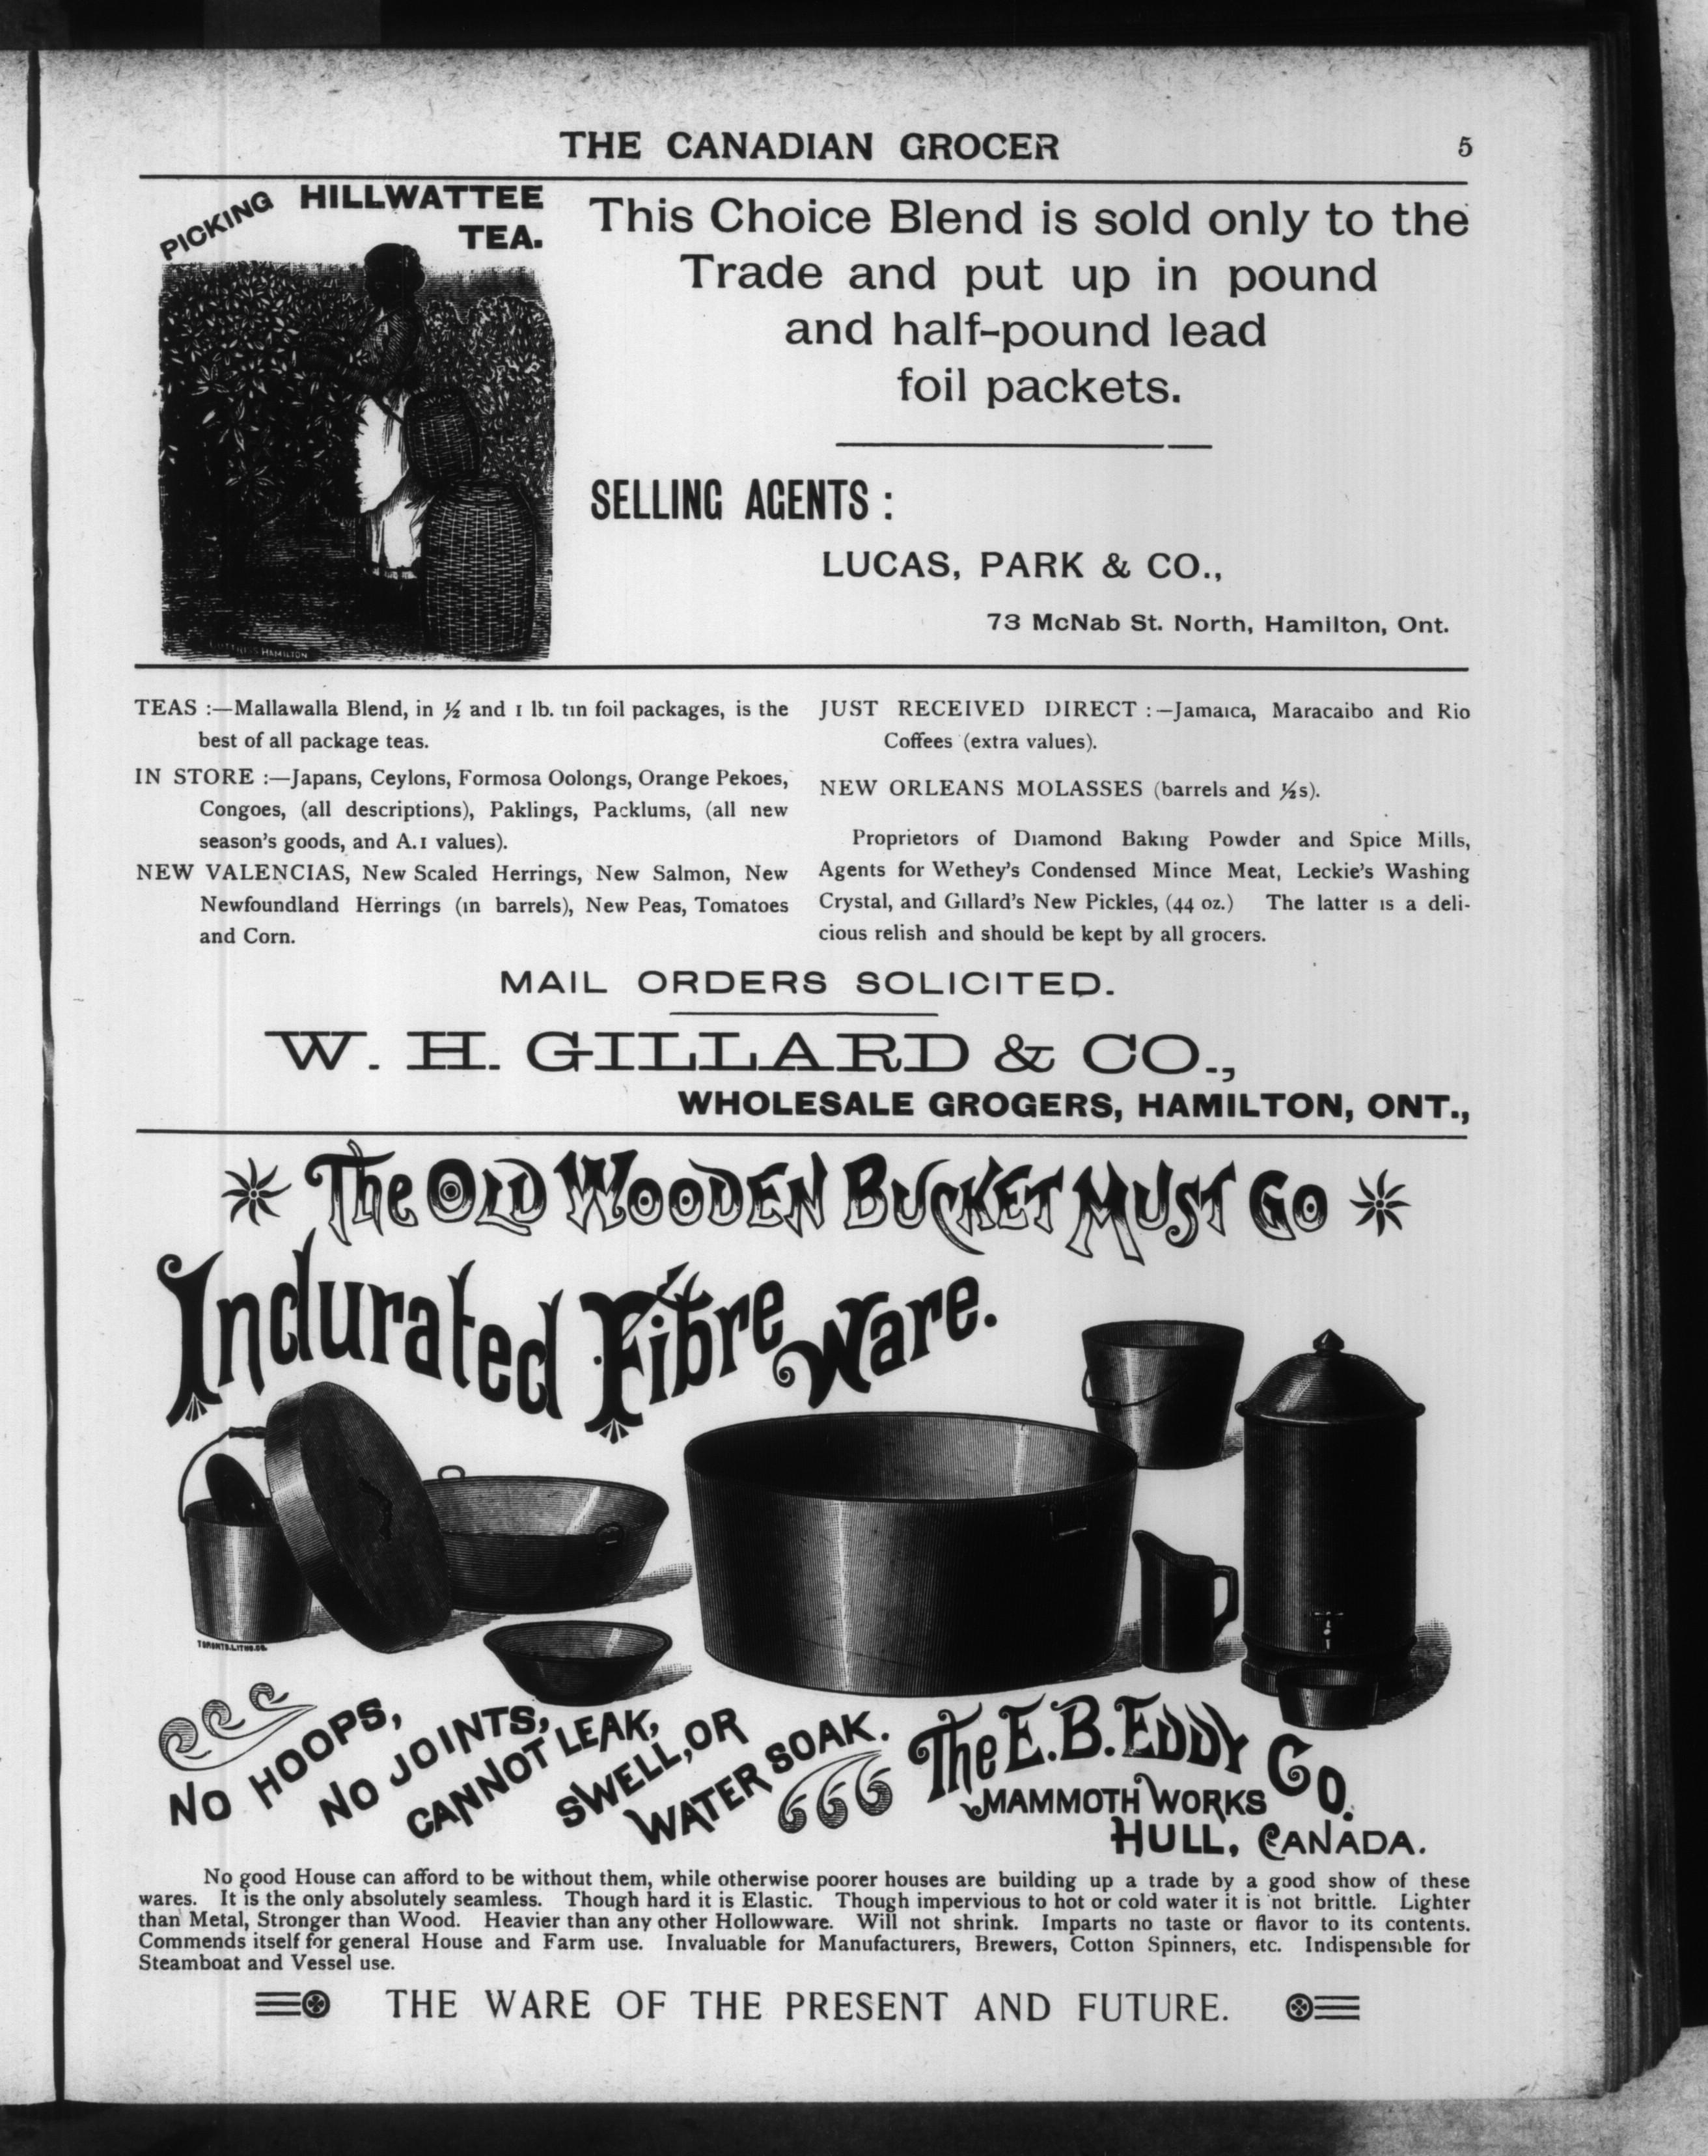 THE CANADIAN GROCER 5
PICKING HILLWATTEE
TEA.
This Choice Blend is sold only to the
Trade and put up in pound
and half-pound lead
foil packets.
SELLING AGENTS :
LUCAS, PARK & CO.,
73 McNab St. North, Hamilton, Ont.
HAMILTON
TEAS :—Mallawalla Blend, in ½ and 1 lb. tin foil packages, is the
best of all package teas.
IN STORE :—Japans, Ceylons, Formosa Oolongs, Orange Pekoes,
Congoes, (all descriptions), Paklings, Packlums, (all new
season's goods, and A.1 values).
NEW VALENCIAS, New Scaled Herrings, New Salmon, New
Newfoundland Herrings (in barrels), New Peas, Tomatoes
and Corn.
JUST RECEIVED DIRECT :—Jamaica, Maracaibo and Rio
Coffees (extra values).
NEW ORLEANS MOLASSES (barrels and ½s).
Proprietors of Diamond Baking Powder and Spice Mills,
Agents for Wethey's Condensed Mince Meat, Leckie's Washing
Crystal, and Gillard's New Pickles, (44 oz.) The latter is a deli-
cious relish and should be kept by all grocers.
MAIL ORDERS SOLICITED.
W. H. GILLARD & CO.,
WHOLESALE GROGERS, HAMILTON, ONT.,
The Old Wooden Bucket Must Go
Indurated Fibre Ware.
TORONTO.LITHO.CO.
NO HOOPS,
NO JOINTS,
CANNOT LEAK,
SWELL, OR
WATER SOAK.
The E. B. Eddy Co.
MAMMOTH WORKS
HULL, CANADA.
No good House can afford to be without them, while otherwise poorer houses are building up a trade by a good show of these
wares. It is the only absolutely seamless. Though hard it is Elastic. Though impervious to hot or cold water it is not brittle. Lighter
than Metal, Stronger than Wood. Heavier than any other Hollowware. Will not shrink. Imparts no taste or flavor to its contents.
Commends itself for general House and Farm use. Invaluable for Manufacturers, Brewers, Cotton Spinners, etc. Indispensible for
Steamboat and Vessel use.
THE WARE OF THE PRESENT AND FUTURE.